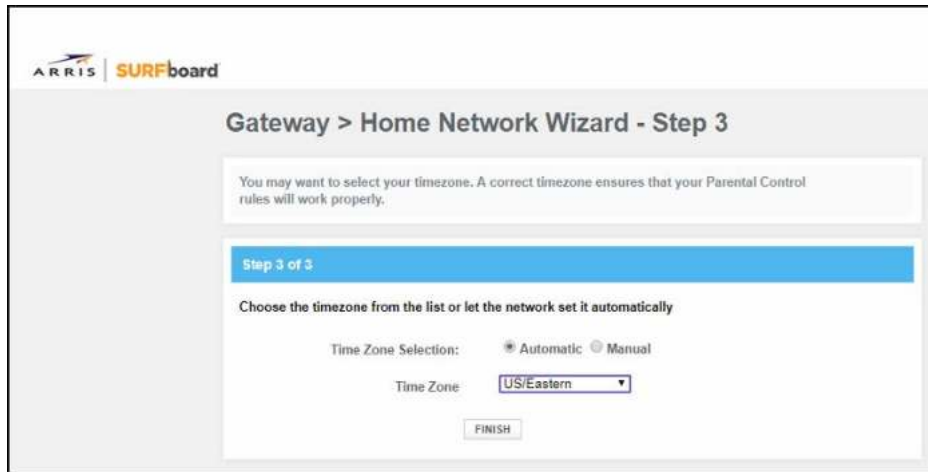 ARRIS SURFboard
Gateway > Home Network Wizard - Step 3
You may want to select your timezone. A correct timezone ensures that your Parental Control
rules will work properly.
Step 3 of 3
Choose the timezone from the list or let the network set it automatically
Time Zone Selection: Automatic Manual
Time Zone US/Eastern
FINISH